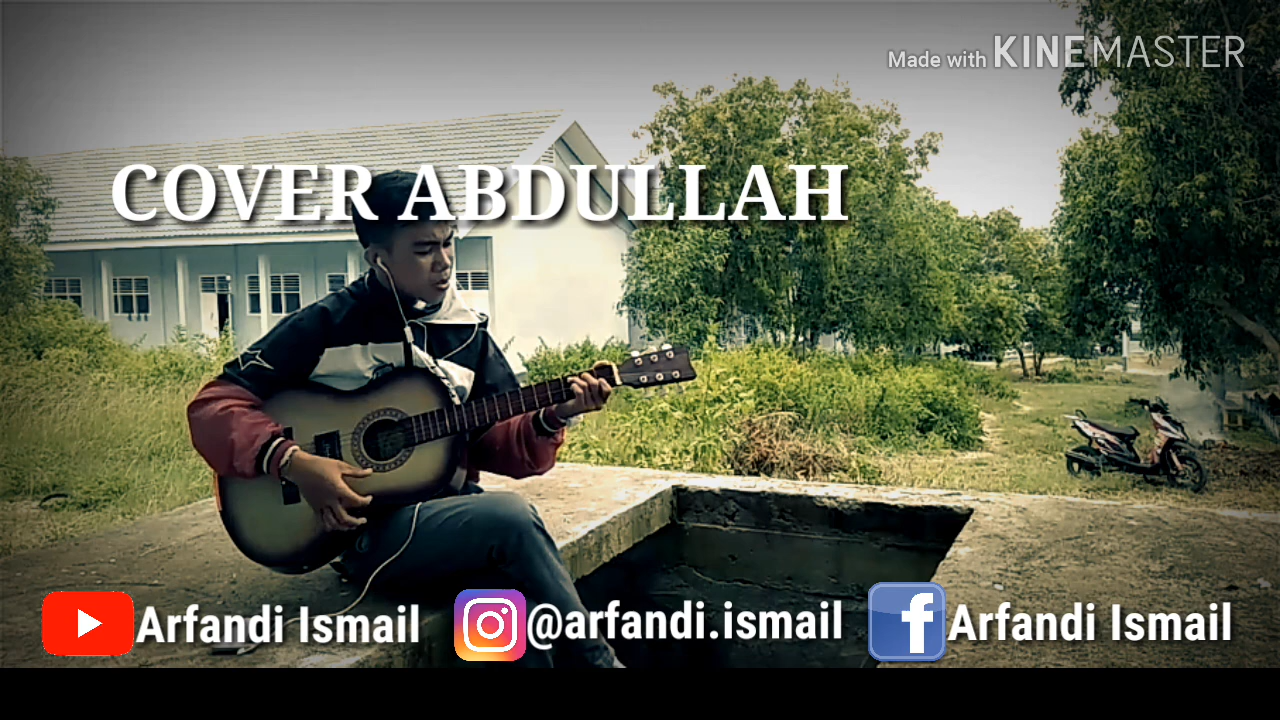 Made with KINEMASTER
COVER ABDULLAH
Arfandi Ismail
@arfandi.ismail
Arfandi Ismail